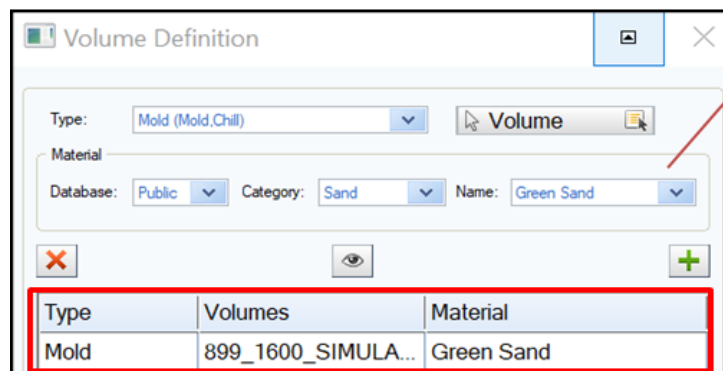 Volume Definition
Type: Mold (Mold,Chill) Volume
Material
Database: Public Category: Sand Name: Green Sand
Type Volumes Material
Mold 899_1600_SIMULA... Green Sand